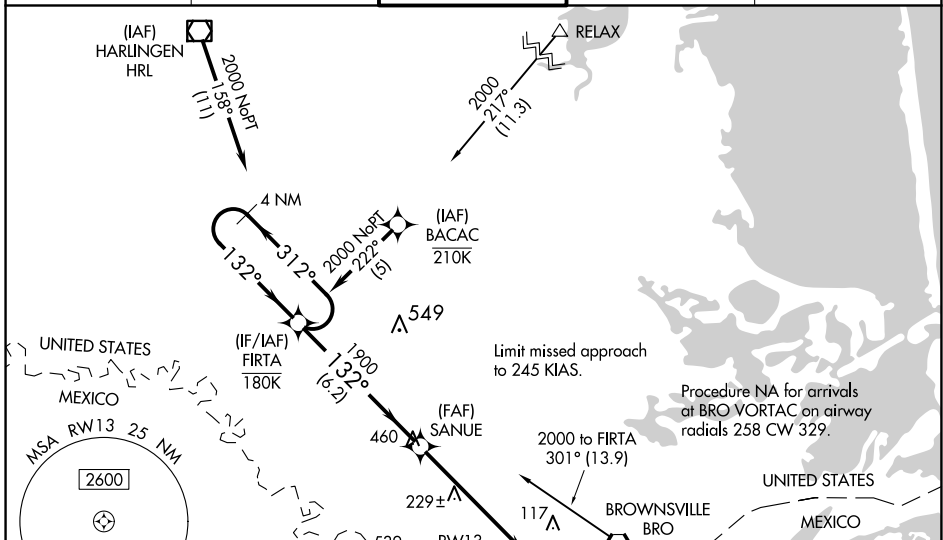 (IAF)
HARLINGEN
HRL
2000 NoPT
158°
(11)
RELAX
2000
217°
(11.3)
4 NM
132°
312°
2000 NoPT
222°
(5)
(IAF)
BACAC
210K
549
(IF/IAF)
FIRTA
180K
1900
132°
(6.2)
UNITED STATES
MEXICO
Limit missed approach
to 245 KIAS.
Procedure NA for arrivals
at BRO VORTAC on airway
radials 258 CW 329.
(FAF)
SANUE
460
2000 to FIRTA
301° (13.9)
MSA RW13 25 NM
2600
229±
117
BROWNSVILLE
BRO
UNITED STATES
MEXICO
RW13